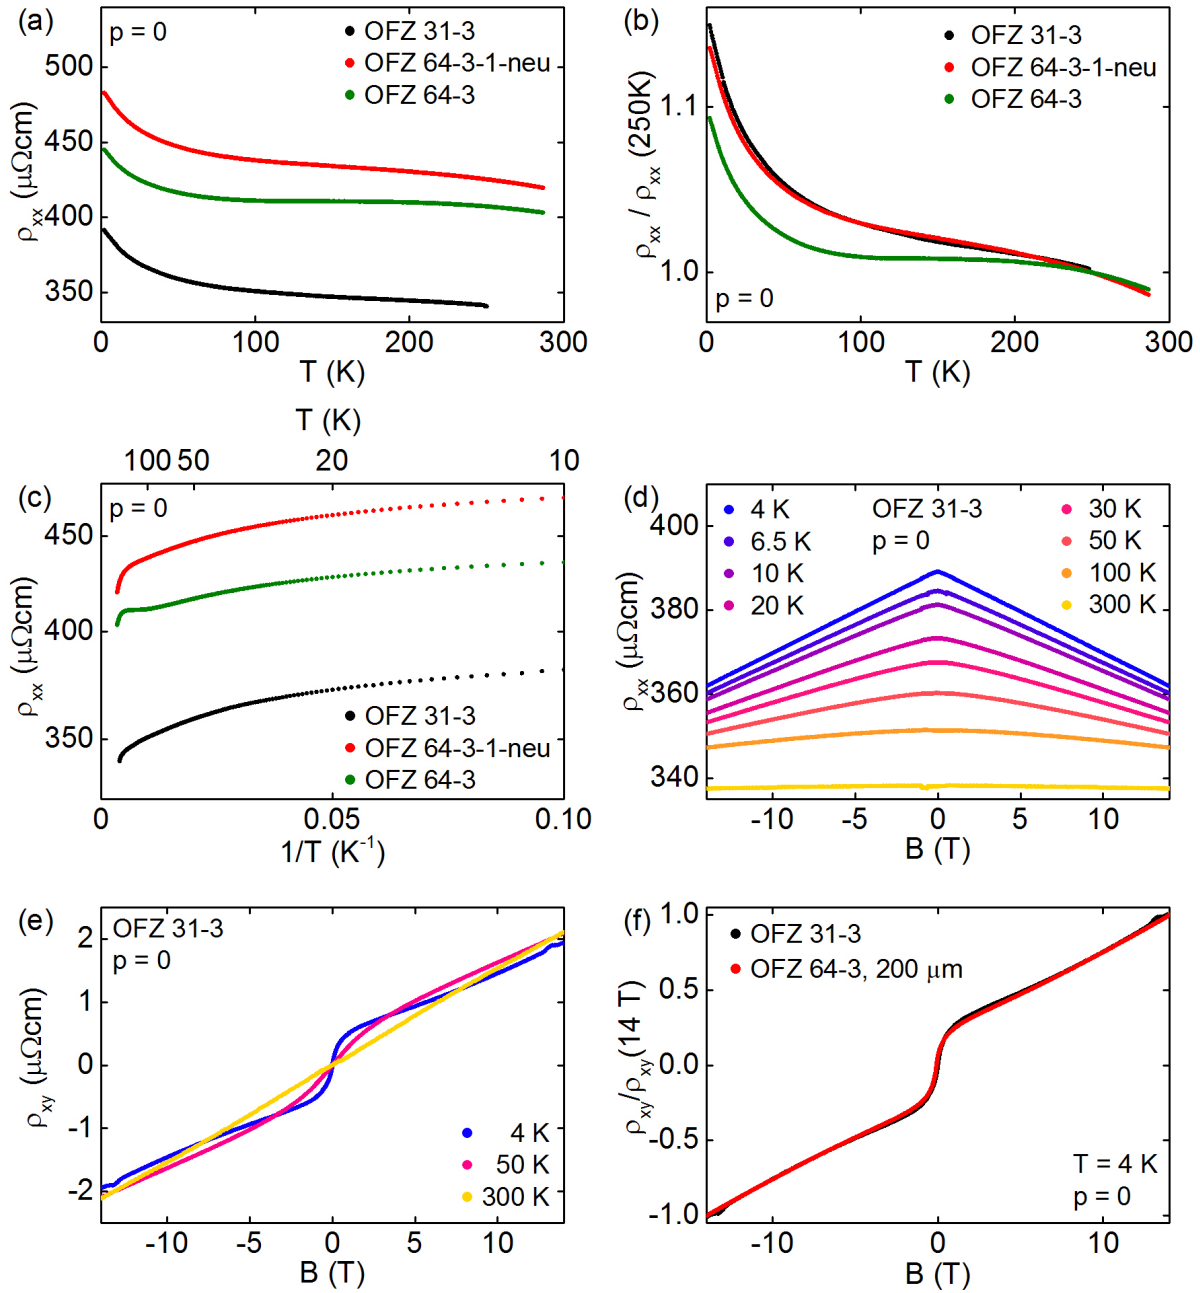 (a)
p = 0
OFZ 31-3
OFZ 64-3-1-neu
OFZ 64-3
500
450
400
350
ρxx (μΩcm)
0
100
200
300
T (K)
(b)
OFZ 31-3
OFZ 64-3-1-neu
OFZ 64-3
1.1
1.0
ρxx / ρxx (250K)
p = 0
0
100
200
300
T (K)
T (K)
100
50
20
10
(c)
p = 0
450
400
350
ρxx (μΩcm)
OFZ 31-3
OFZ 64-3-1-neu
OFZ 64-3
0
0.05
0.10
1/T (K⁻¹)
(d)
4 K
6.5 K
10 K
20 K
OFZ 31-3
p = 0
30 K
50 K
100 K
300 K
400
380
360
340
ρxx (μΩcm)
-10
-5
0
5
10
B (T)
(e)
OFZ 31-3
p = 0
2
1
0
-1
-2
ρxy (μΩcm)
4 K
50 K
300 K
-10
-5
0
5
10
B (T)
(f)
OFZ 31-3
OFZ 64-3, 200 μm
1.0
0.5
0.0
-0.5
-1.0
ρxy/ρxy(14 T)
T = 4 K
p = 0
-10
0
10
B (T)